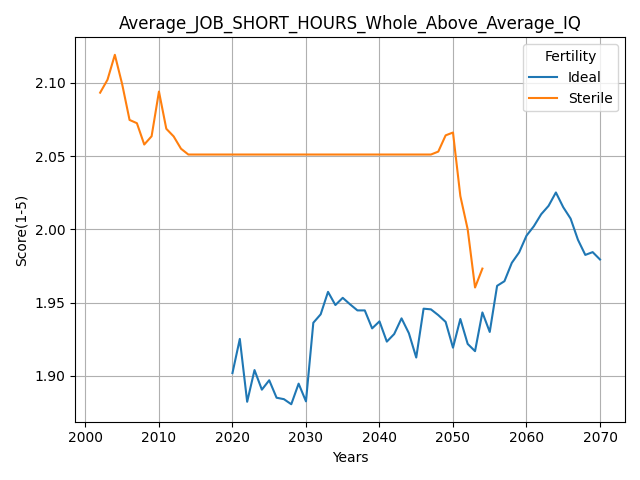 Average_JOB_SHORT_HOURS_Whole_Above_Average_IQ
Fertility
Ideal
Sterile
Score(1-5)
2.10
2.05
2.00
1.95
1.90
2000 2010 2020 2030 2040 2050 2060 2070
Years